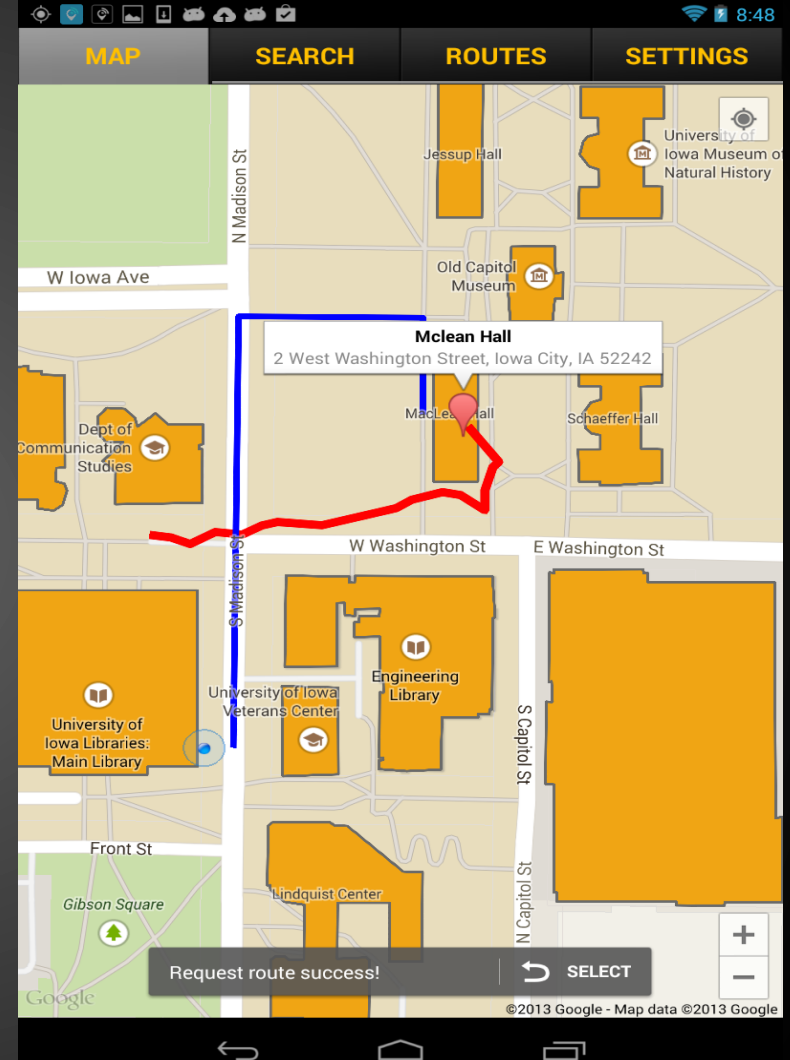 8:48
MAP
SEARCH
ROUTES
SETTINGS
N Madison St
Jessup Hall
University of
Iowa Museum of
Natural History
W Iowa Ave
Old Capitol
Museum
Mclean Hall
2 West Washington Street, Iowa City, IA 52242
MacLean Hall
Schaeffer Hall
Dept of
Communication
Studies
W Washington St
E Washington St
S Madison St
Engineering
Library
University of Iowa
Veterans Center
University of
Iowa Libraries:
Main Library
S Capitol St
Front St
N Capitol St
Lindquist Center
Gibson Square
Request route success!
SELECT
Google
©2013 Google - Map data ©2013 Google